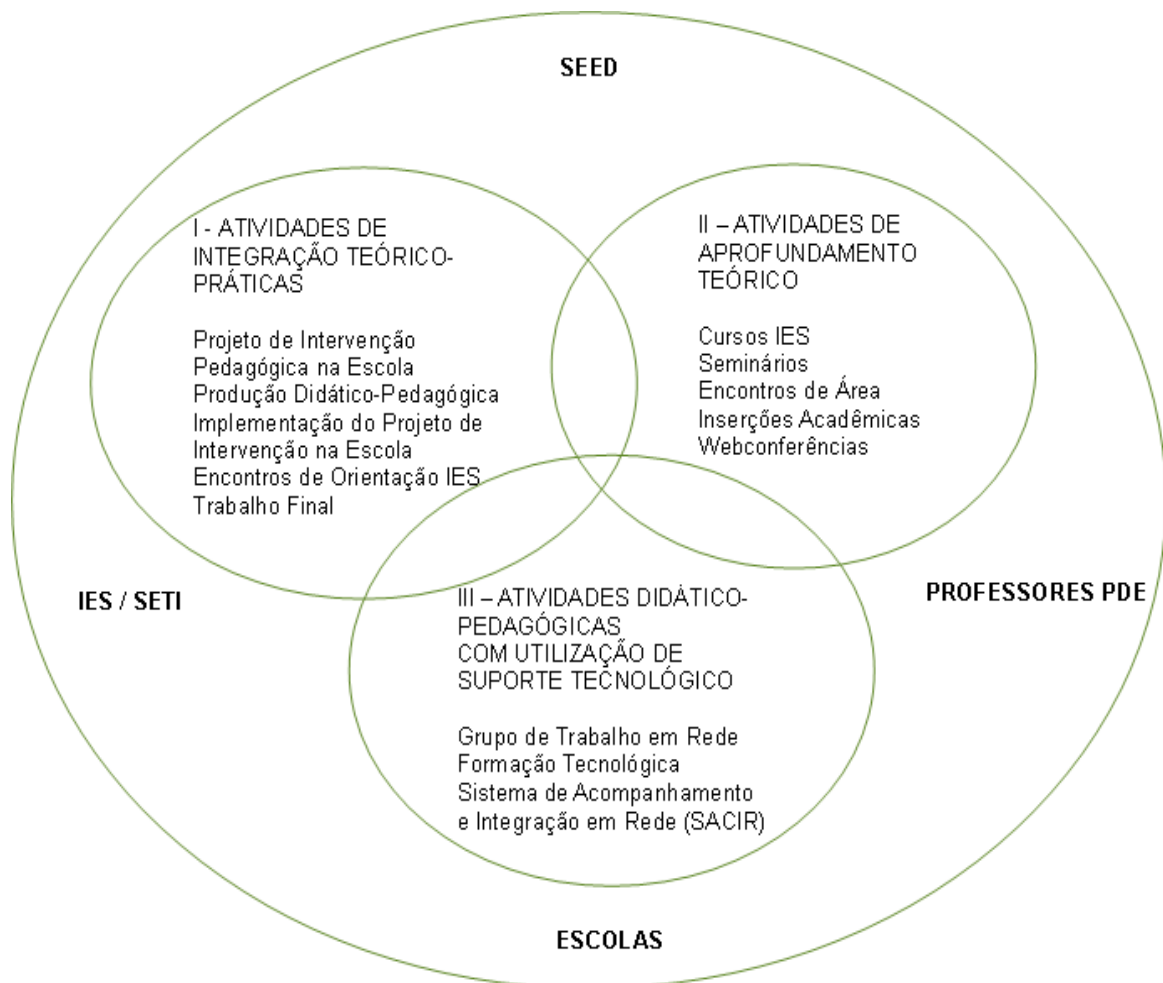 SEED
I - ATIVIDADES DE
INTEGRAÇÃO TEÓRICO-
PRÁTICAS
Projeto de Intervenção
Pedagógica na Escola
Produção Didático-Pedagógica
Implementação do Projeto de
Intervenção na Escola
Encontros de Orientação IES
Trabalho Final
II – ATIVIDADES DE
APROFUNDAMENTO
TEÓRICO
Cursos IES
Seminários
Encontros de Área
Inserções Acadêmicas
Webconferências
IES / SETI
PROFESSORES PDE
III – ATIVIDADES DIDÁTICO-
PEDAGÓGICAS
COM UTILIZAÇÃO DE
SUPORTE TECNOLÓGICO
Grupo de Trabalho em Rede
Formação Tecnológica
Sistema de Acompanhamento
e Integração em Rede (SACIR)
ESCOLAS